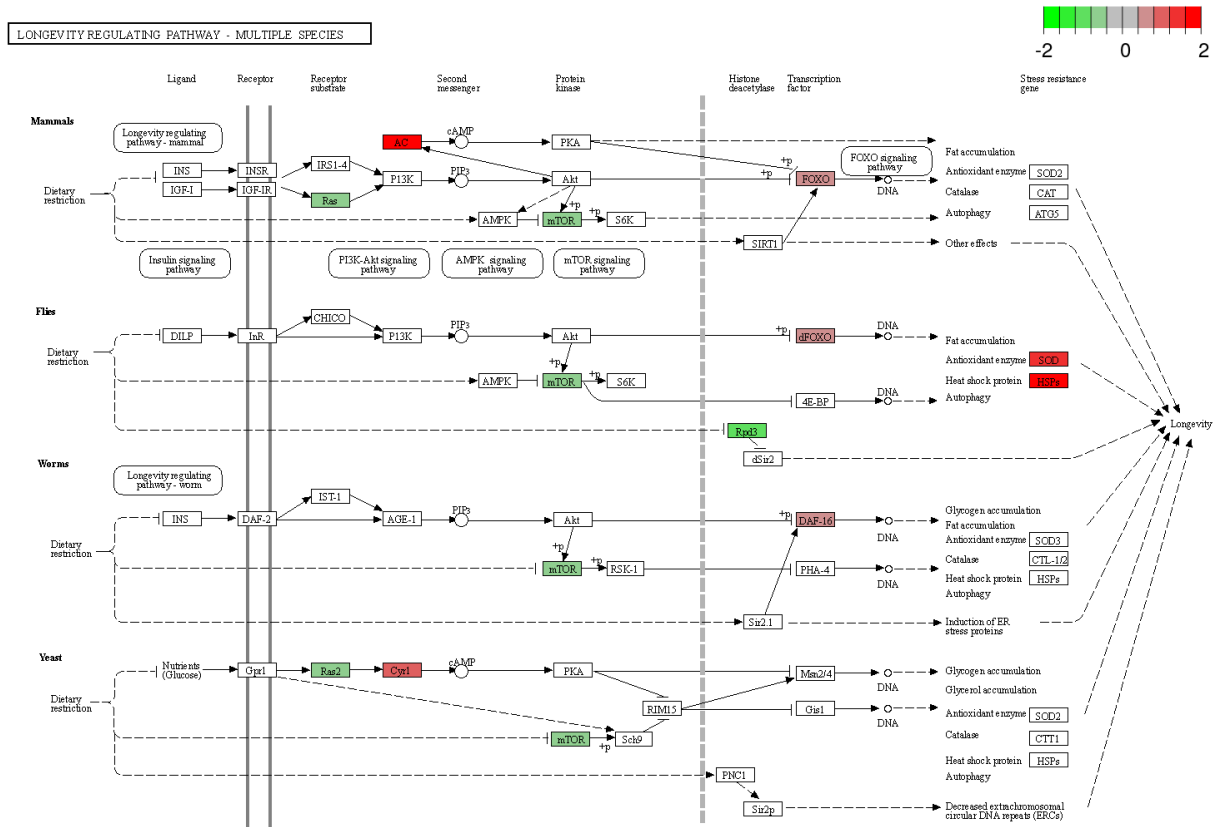 LONGEVITY REGULATING PATHWAY - MULTIPLE SPECIES
-2 0 2
Ligand
Receptor
Receptor
substrate
Second
messenger
Protein
kinase
Histone
deacetylase
Transcription
factor
Stress resistance
gene
Mammals
Longevity regulating
pathway - mammal
Dietary
restriction
INS
IGF-I
INSR
IGF-IR
IRS1-4
Ras
AC
P13K
cAMP
PIP3
PKA
Akt
+p
AMPK
mTOR
+p
S6K
+p
+p
FOXO
SIRT1
FOXO signaling
pathway
DNA
Fat accumulation
Antioxidant enzyme
SOD2
Catalase
CAT
Autophagy
ATG5
Other effects
Insulin signaling
pathway
PI3K-Akt signaling
pathway
AMPK signaling
pathway
mTOR signaling
pathway
Flies
Dietary
restriction
DILP
InR
CHICO
P13K
PIP3
Akt
+p
AMPK
mTOR
+p
S6K
+p
dFOXO
DNA
4E-BP
DNA
Rpd3
dSir2
Fat accumulation
Antioxidant enzyme
SOD
Heat shock protein
HSPs
Autophagy
Longevity
Worms
Longevity regulating
pathway - worm
Dietary
restriction
INS
DAF-2
IST-1
AGE-1
PIP3
Akt
+p
mTOR
+p
RSK-1
+p
DAF-16
DNA
PHA-4
DNA
Sir2.1
Glycogen accumulation
Fat accumulation
Antioxidant enzyme
SOD3
Catalase
CTL-1/2
Heat shock protein
HSPs
Autophagy
Induction of ER
stress proteins
Yeast
Dietary
restriction
Nutrients
(Glucose)
Gpr1
Ras2
Cyr1
cAMP
PKA
RIM15
mTOR
+p
Sch9
Msn2/4
DNA
Gis1
DNA
PNC1
Sir2p
Glycogen accumulation
Glycerol accumulation
Antioxidant enzyme
SOD2
Catalase
CTT1
Heat shock protein
HSPs
Autophagy
Decreased extrachromosomal
circular DNA repeats (ERCs)